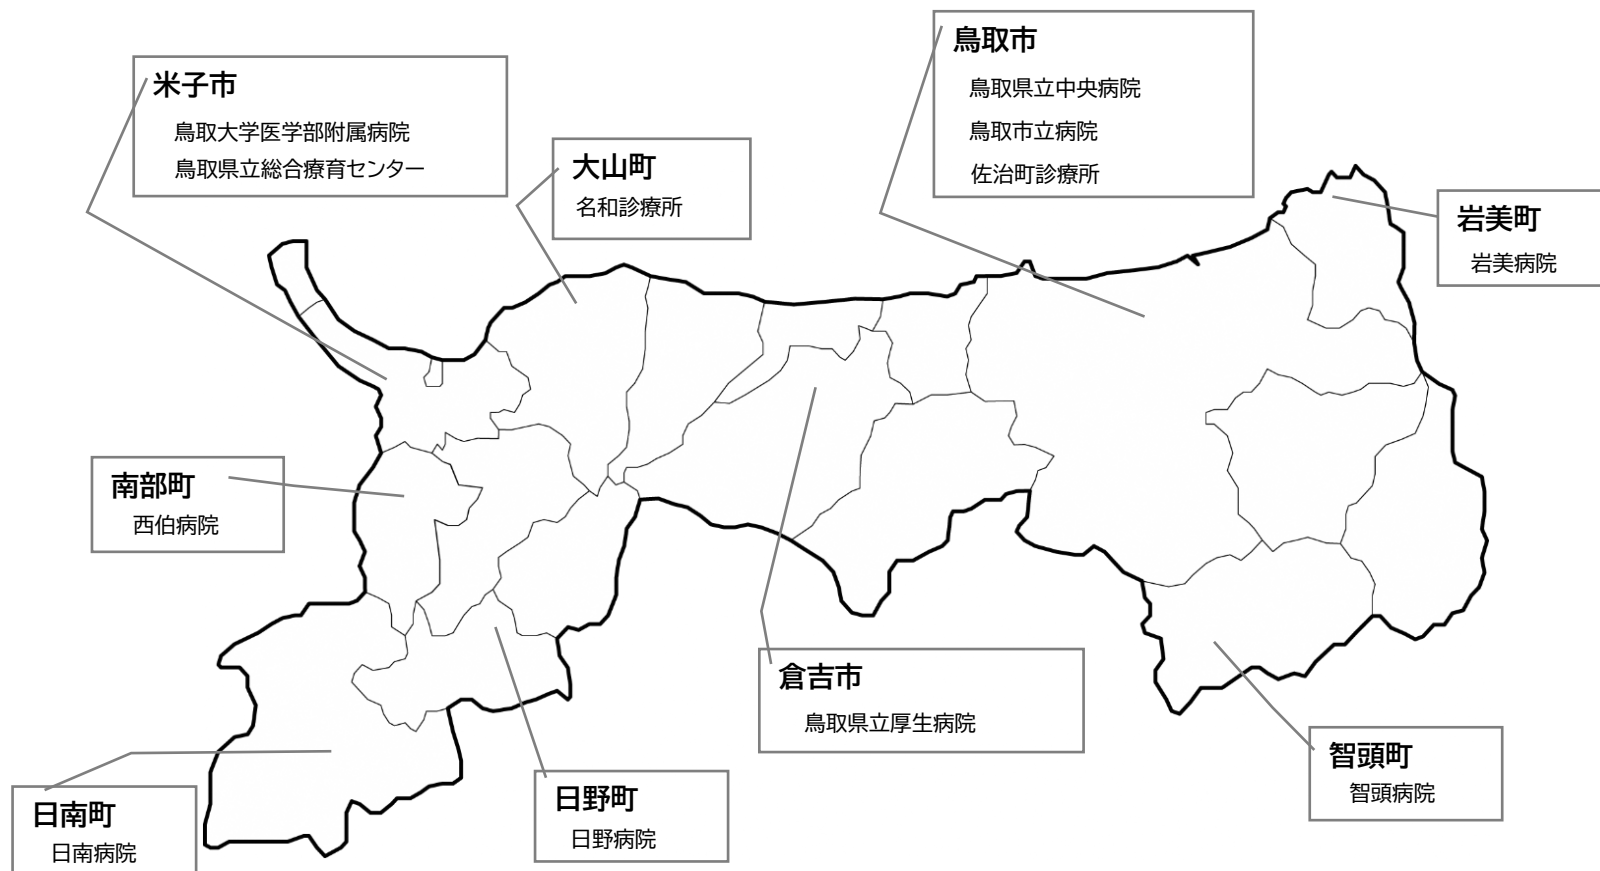 米子市
鳥取大学医学部附属病院
鳥取県立総合療育センター
大山町
名和診療所
鳥取市
鳥取県立中央病院
鳥取市立病院
佐治町診療所
岩美町
岩美病院
南部町
西伯病院
倉吉市
鳥取県立厚生病院
智頭町
智頭病院
日野町
日野病院
日南町
日南病院